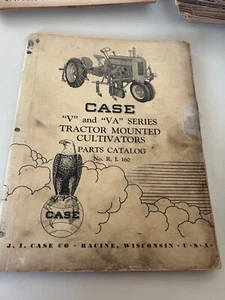 CASE
"V" and "VA" SERIES
TRACTOR MOUNTED
CULTIVATORS
PARTS CATALOG
No. R. I. 160
CASE
J. I. CASE CO · RACINE, WISCONSIN · U·S·A·